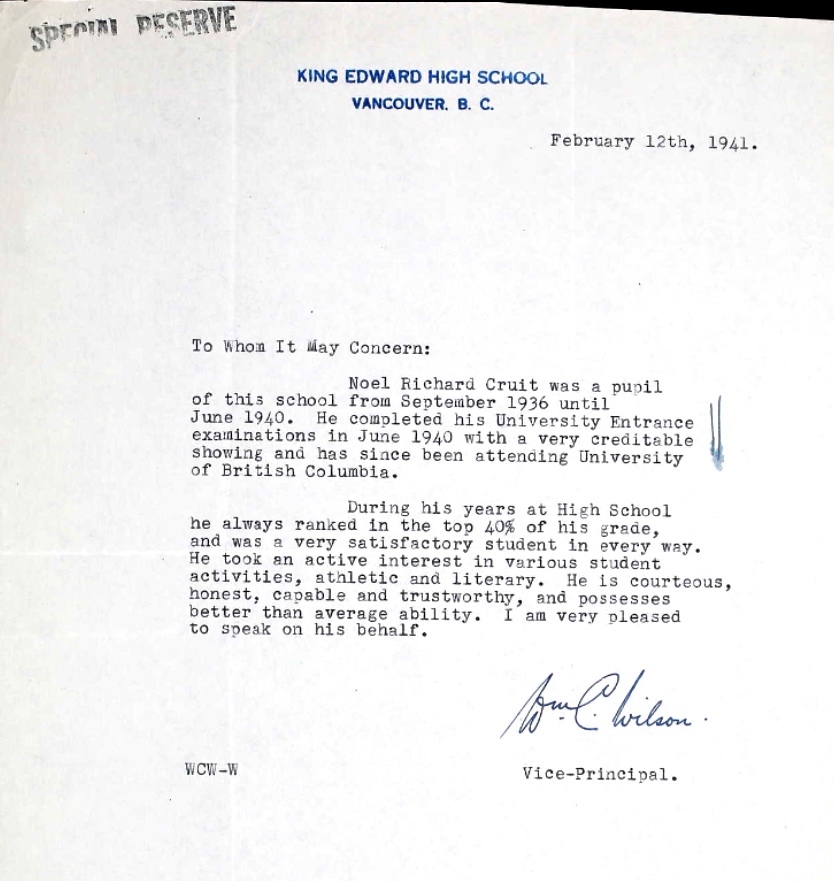 SPECIAL RESERVE
KING EDWARD HIGH SCHOOL
VANCOUVER. B. C.
February 12th, 1941.
To Whom It May Concern:
Noel Richard Cruit was a pupil
of this school from September 1936 until
June 1940. He completed his University Entrance
examinations in June 1940 with a very creditable
showing and has since been attending University
of British Columbia.
During his years at High School
he always ranked in the top 40% of his grade,
and was a very satisfactory student in every way.
He took an active interest in various student
activities, athletic and literary. He is courteous,
honest, capable and trustworthy, and possesses
better than average ability. I am very pleased
to speak on his behalf.
Wm. C. Wilson.
WCW-W
Vice-Principal.